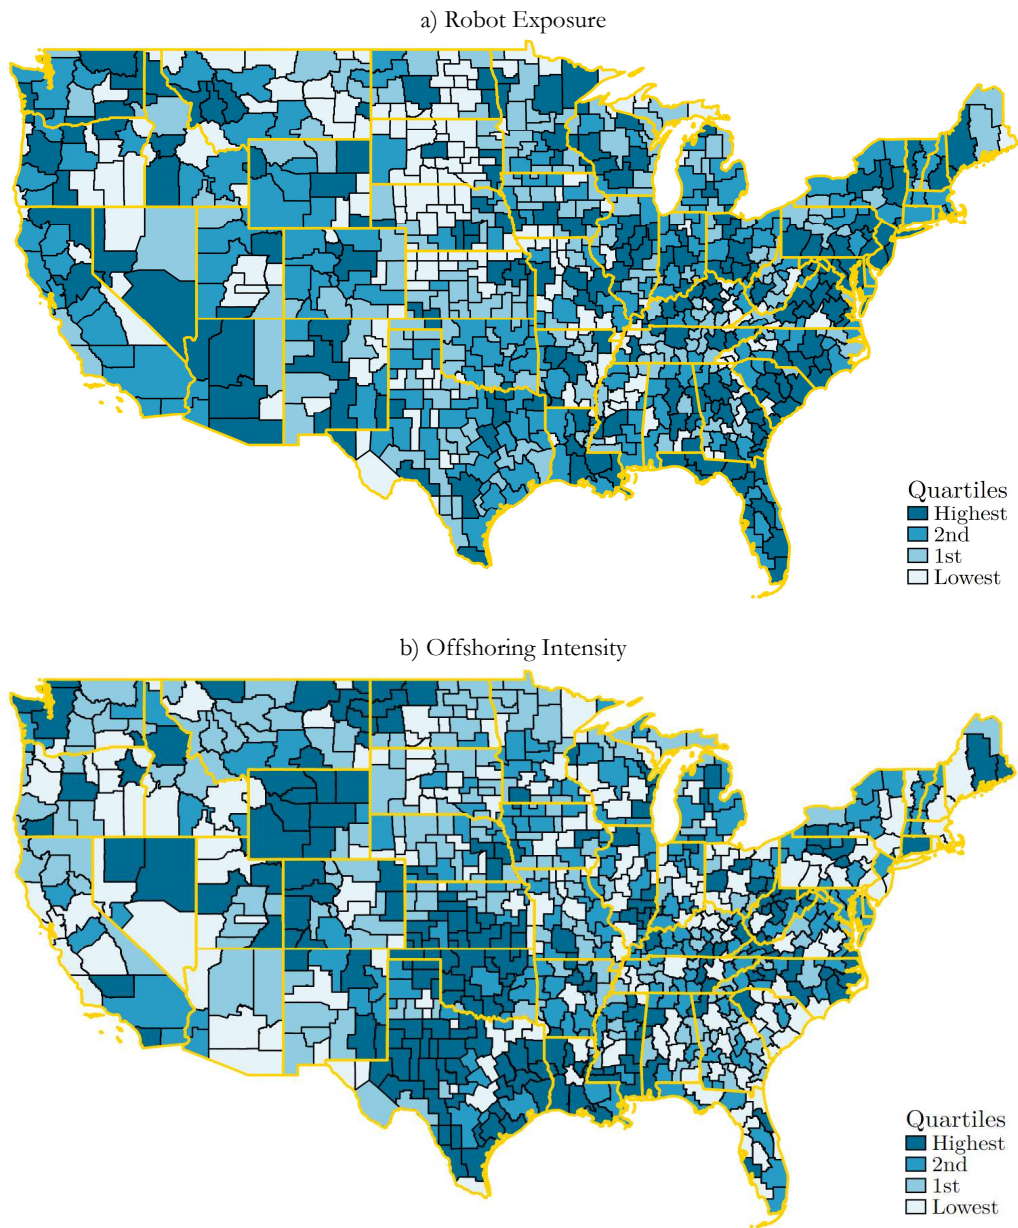 a) Robot Exposure
Quartiles
Highest
2nd
1st
Lowest
b) Offshoring Intensity
Quartiles
Highest
2nd
1st
Lowest